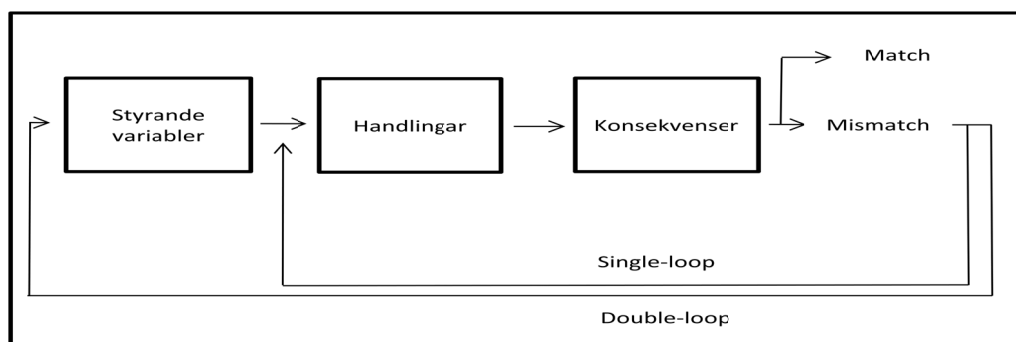 Match
Styrande
variabler
Handlingar
Konsekvenser
Mismatch
Single-loop
Double-loop